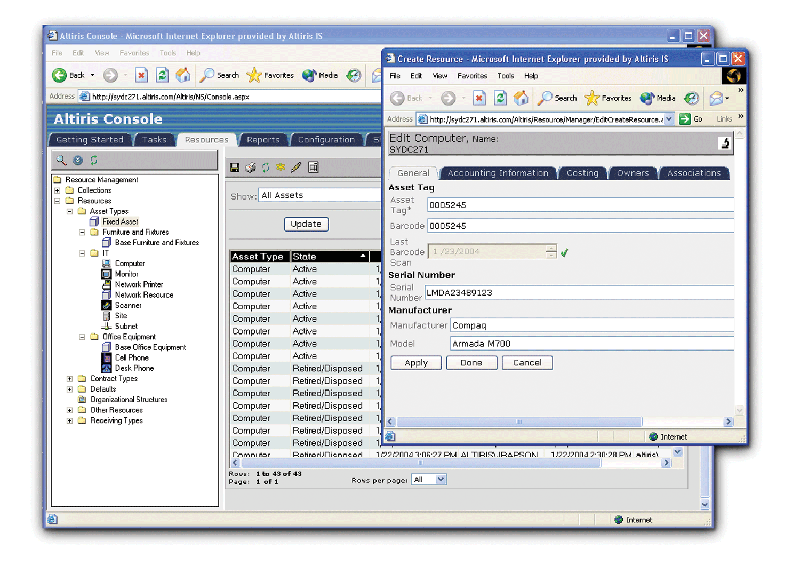 Altiris Console - Microsoft Internet Explorer provided by Altiris IS
File Edit View Favorites Tools Help
Back Search Favorites Media
Address http://sydc271.altiris.com/Altiris/NS/Console.aspx
Altiris Console
Getting Started Tasks Resources Reports Configuration
Resource Management
Collections
Resources
Asset Types
Fixed Asset
Furniture and Fixtures
Base Furniture and Fixtures
IT
Computer
Monitor
Network Printer
Network Resource
Scanner
Site
Subnet
Office Equipment
Base Office Equipment
Cell Phone
Desk Phone
Contract Types
Defaults
Organizational Structures
Other Resources
Receiving Types
Show: All Assets
Update
Asset Type State
Computer Active
Computer Active
Computer Active
Computer Active
Computer Active
Computer Active
Computer Active
Computer Active
Computer Retired/Disposed
Computer Retired/Disposed
Computer Retired/Disposed
Computer Retired/Disposed
Computer Retired/Disposed
Computer Retired/Disposed
Computer Retired/Disposed
Rows: 1 to 43 of 43
Page: 1 of 1
Rows per page: All
Internet
Create Resource - Microsoft Internet Explorer provided by Altiris IS
File Edit View Favorites Tools Help
Back Search Favorites Media
Address http://sydc271.altiris.com/Altiris/Resource/Manager/EditCreateResource. Go Links
Edit Computer, Name:
SYDC271
General Accounting Information Costing Owners Associations
Asset Tag
Asset Tag* 0005245
Barcode 0005245
Last Barcode Scan 1 /23/2004
Serial Number
Serial Number LMDA23489123
Manufacturer
Manufacturer Compaq
Model Armada M700
Apply Done Cancel
Internet